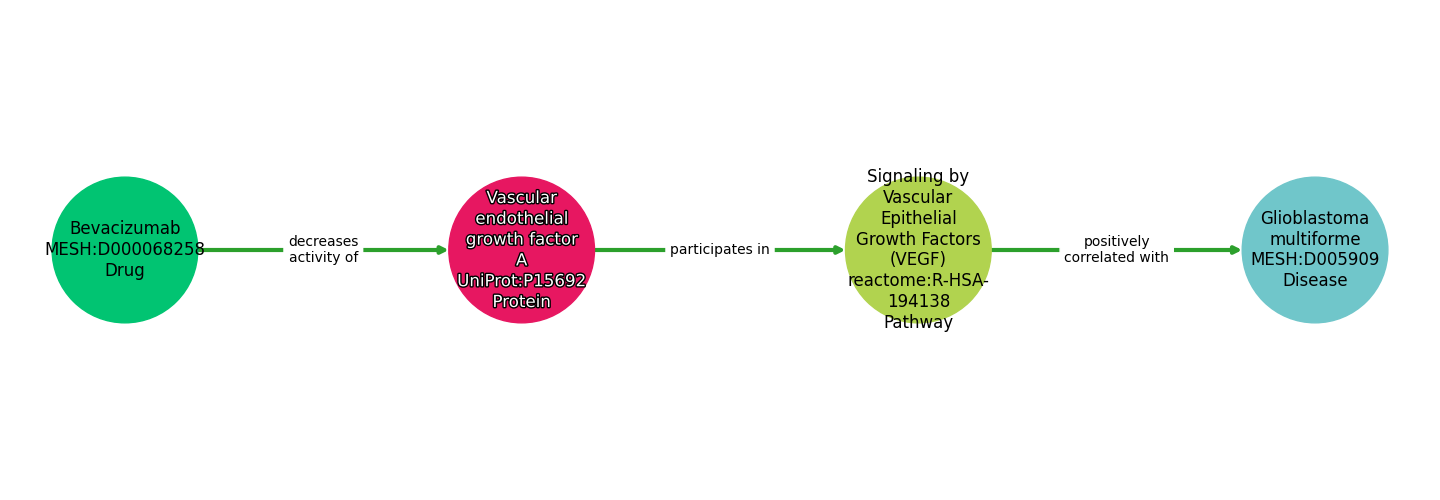 Bevacizumab
MESH:D000068258
Drug
decreases
activity of
Vascular
endothelial
growth factor
A
UniProt:P15692
Protein
participates in
Signaling by
Vascular
Epithelial
Growth Factors
(VEGF)
reactome:R-HSA-
194138
Pathway
positively
correlated with
Glioblastoma
multiforme
MESH:D005909
Disease